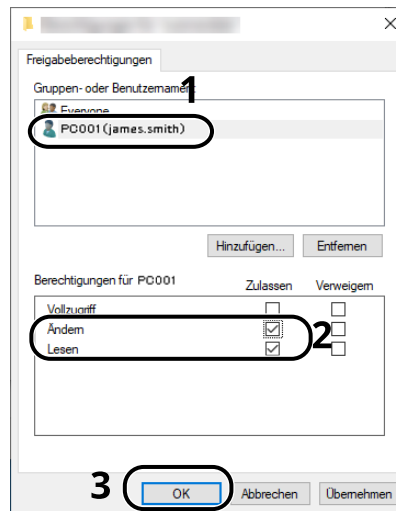 Freigabeberechtigungen
Gruppen- oder Benutzernamen:
1
Everyone
PC001(james.smith)
Hinzufügen... Entfernen
Berechtigungen für PC001 Zulassen Verweigern
Vollzugriff
Ändern
2
Lesen
3
OK Abbrechen Übernehmen